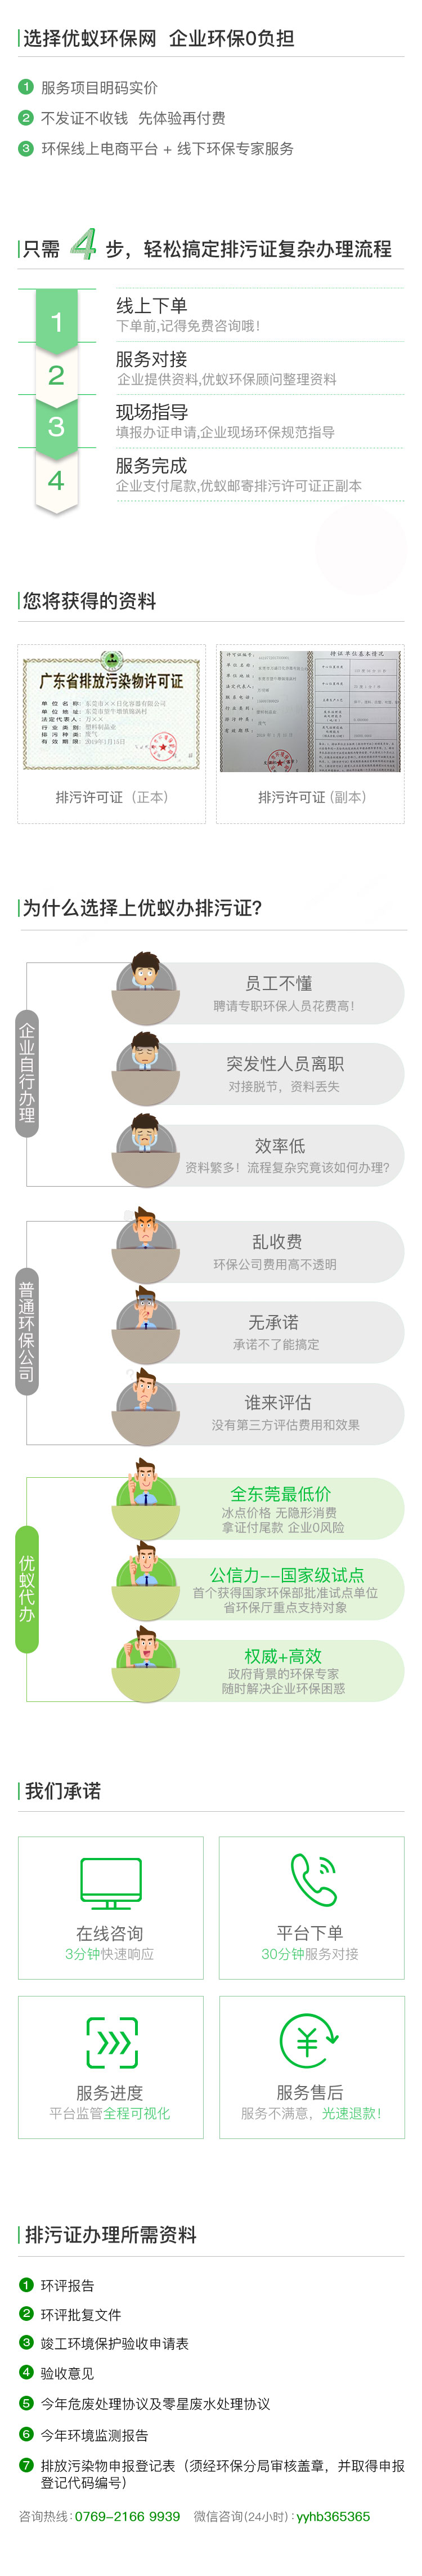 选择优蚁环保网 企业环保0负担
1 服务项目明码实价
2 不发证不收钱 先体验再付费
3 环保线上电商平台 + 线下环保专家服务
只需 4 步，轻松搞定排污证复杂办理流程
1
线上下单
下单前,记得免费咨询哦!
2
服务对接
企业提供资料,优蚁环保顾问整理资料
3
现场指导
填报办证申请,企业现场环保规范指导
4
服务完成
企业支付尾款,优蚁邮寄排污许可证正副本
您将获得的资料
广东省排放污染物许可证
单位名称:
单位地址:
法定代表人:
行业类别: 塑料制品业
排污种类: 废气
有效期限:
持证单位基本情况
排污许可证（正本）
排污许可证 (副本)
为什么选择上优蚁办排污证?
企业自行办理
员工不懂
聘请专职环保人员花费高!
突发性人员离职
对接脱节，资料丢失
效率低
资料繁多！流程复杂究竟该如何办理?
普通环保公司
乱收费
环保公司费用高不透明
无承诺
承诺不了能搞定
谁来评估
没有第三方评估费用和效果
优蚁代办
全东莞最低价
冰点价格 无隐形消费
拿证付尾款 企业0风险
公信力--国家级试点
首个获得国家环保部批准试点单位
省环保厅重点支持对象
权威+高效
政府背景的环保专家
随时解决企业环保困惑
我们承诺
在线咨询
3分钟快速响应
平台下单
30分钟服务对接
服务进度
平台监管全程可视化
服务售后
服务不满意，光速退款!
排污证办理所需资料
1 环评报告
2 环评批复文件
3 竣工环境保护验收申请表
4 验收意见
5 今年危废处理协议及零星废水处理协议
6 今年环境监测报告
7 排放污染物申报登记表（须经环保分局审核盖章，并取得申报
登记代码编号）
咨询热线:0769-2166 9939 微信咨询(24小时):yyhb365365